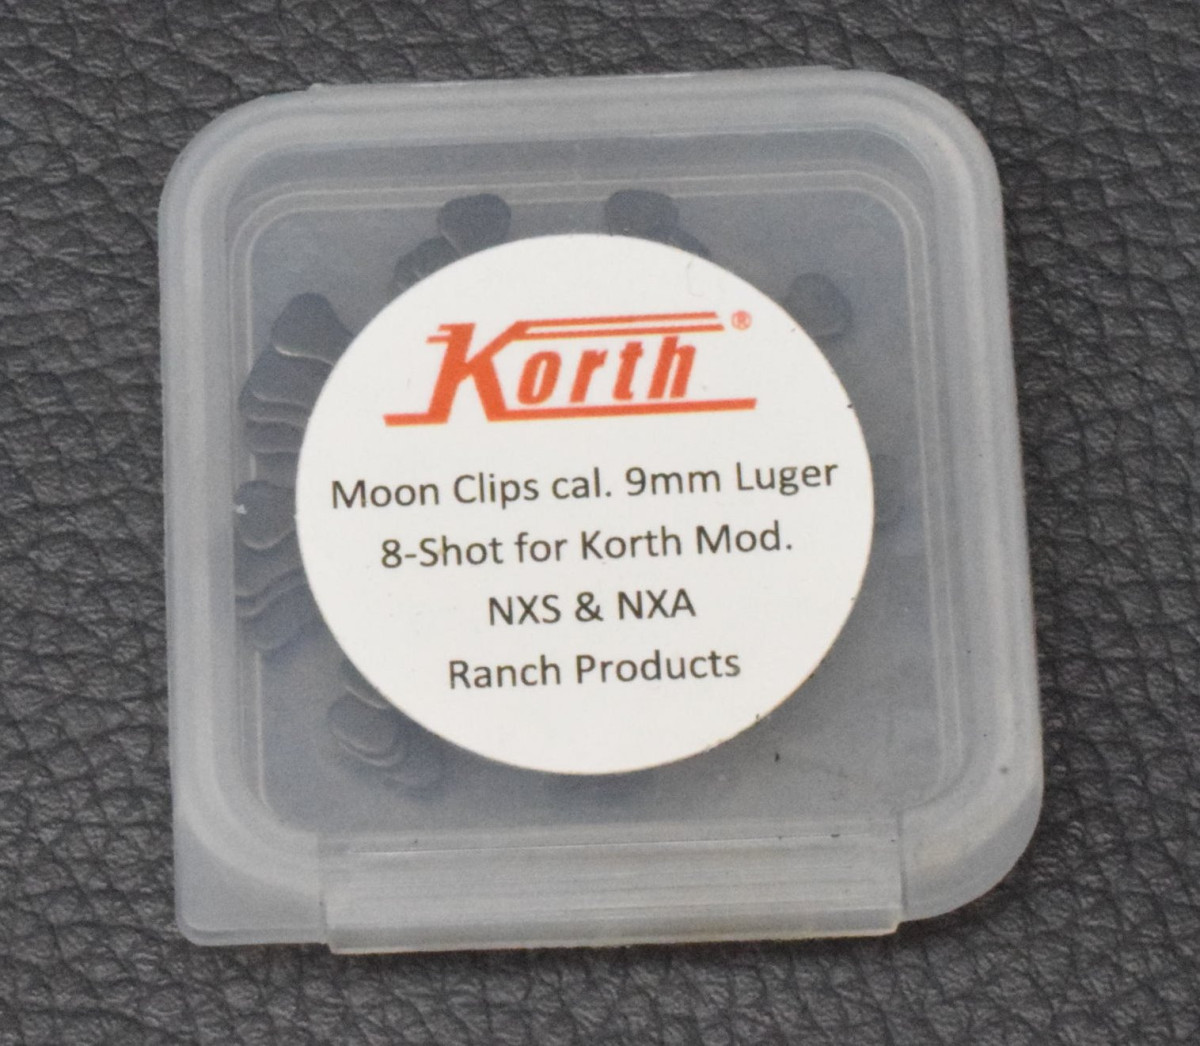 Korth®
Moon Clips cal. 9mm Luger
8-Shot for Korth Mod.
NXS & NXA
Ranch Products